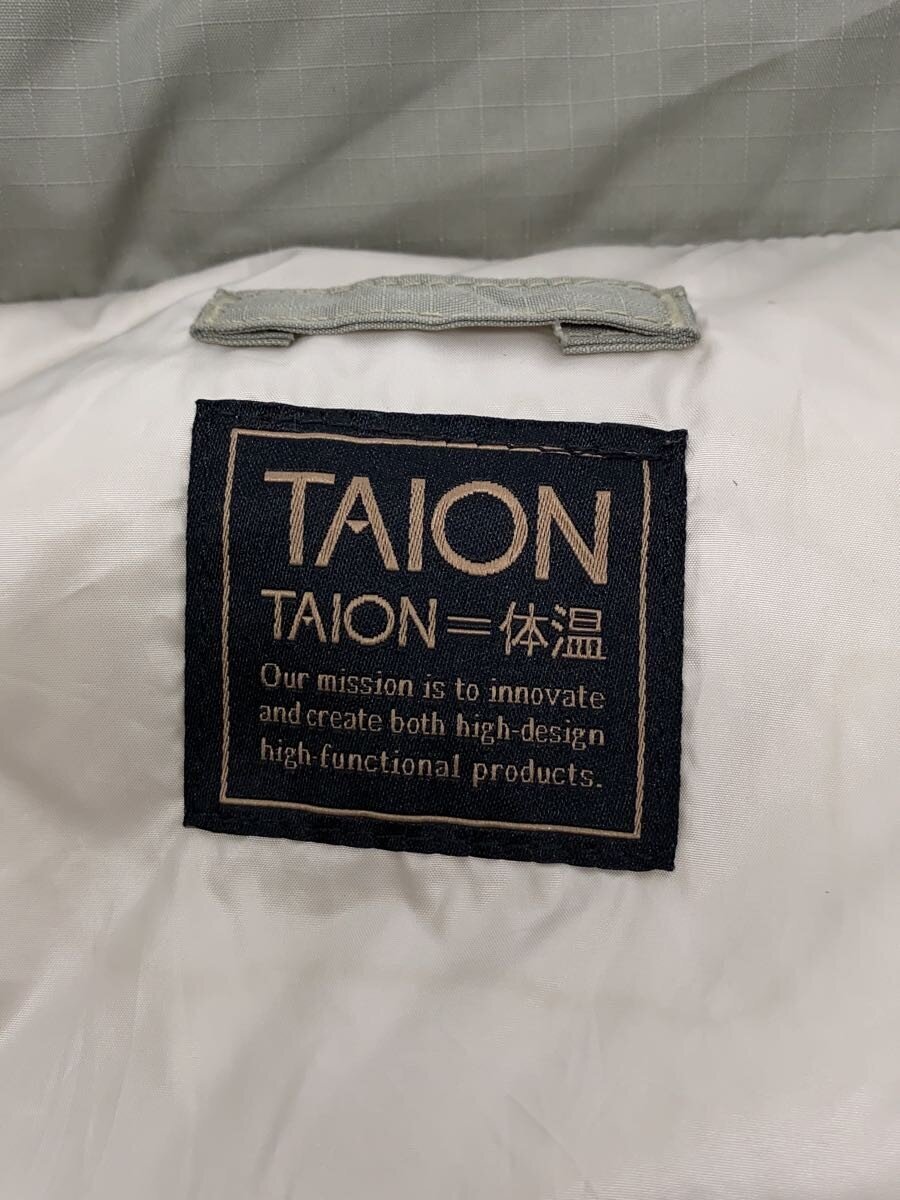 TAION
TAION=体温
Our mission is to innovate
and create both high-design
high-functional products.